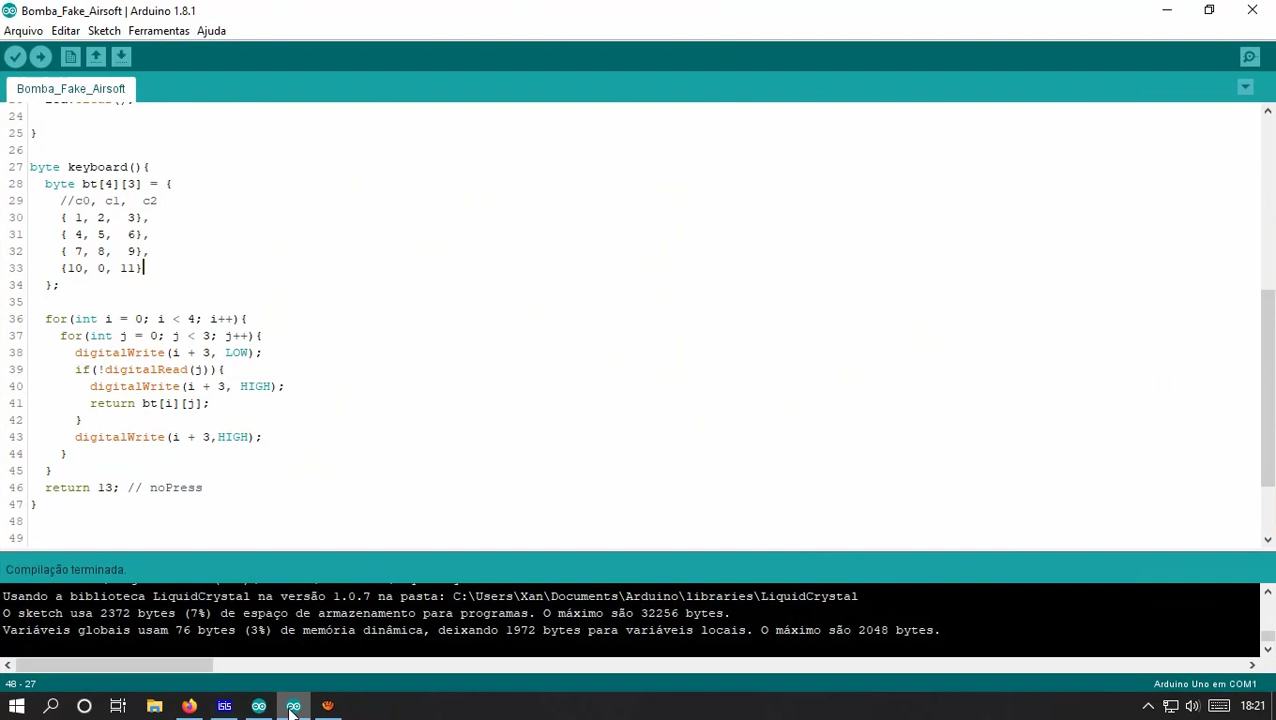 Bomba_Fake_Airsoft | Arduino 1.8.1
Arquivo Editar Sketch Ferramentas Ajuda
Bomba_Fake_Airsoft
24
25 }
26
27 byte keyboard(){
28 byte bt[4][3] = {
29 //c0, c1, c2
30 { 1, 2, 3},
31 { 4, 5, 6},
32 { 7, 8, 9},
33 {10, 0, 11}
34 };
35
36 for(int i = 0; i < 4; i++){
37 for(int j = 0; j < 3; j++){
38 digitalWrite(i + 3, LOW);
39 if(!digitalRead(j)){
40 digitalWrite(i + 3, HIGH);
41 return bt[i][j];
42 }
43 digitalWrite(i + 3,HIGH);
44 }
45 }
46 return 13; // noPress
47 }
48
49
Compilação terminada.
Usando a biblioteca LiquidCrystal na versão 1.0.7 na pasta: C:\Users\Xan\Documents\Arduino\libraries\LiquidCrystal
O sketch usa 2372 bytes (7%) de espaço de armazenamento para programas. O máximo são 32256 bytes.
Variáveis globais usam 76 bytes (3%) de memória dinâmica, deixando 1972 bytes para variáveis locais. O máximo são 2048 bytes.
48 - 27 Arduino Uno em COM1
isis 18:21